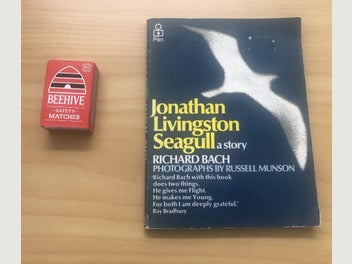 BEEHIVE
SAFETY
MATCHES
Pan
Jonathan
Livingston
Seagull a story
RICHARD BACH
PHOTOGRAPHS BY RUSSELL MUNSON
'Richard Bach with this book
does two things.
He gives me Flight,
He makes me Young.
For both I am deeply grateful.'
Ray Bradbury